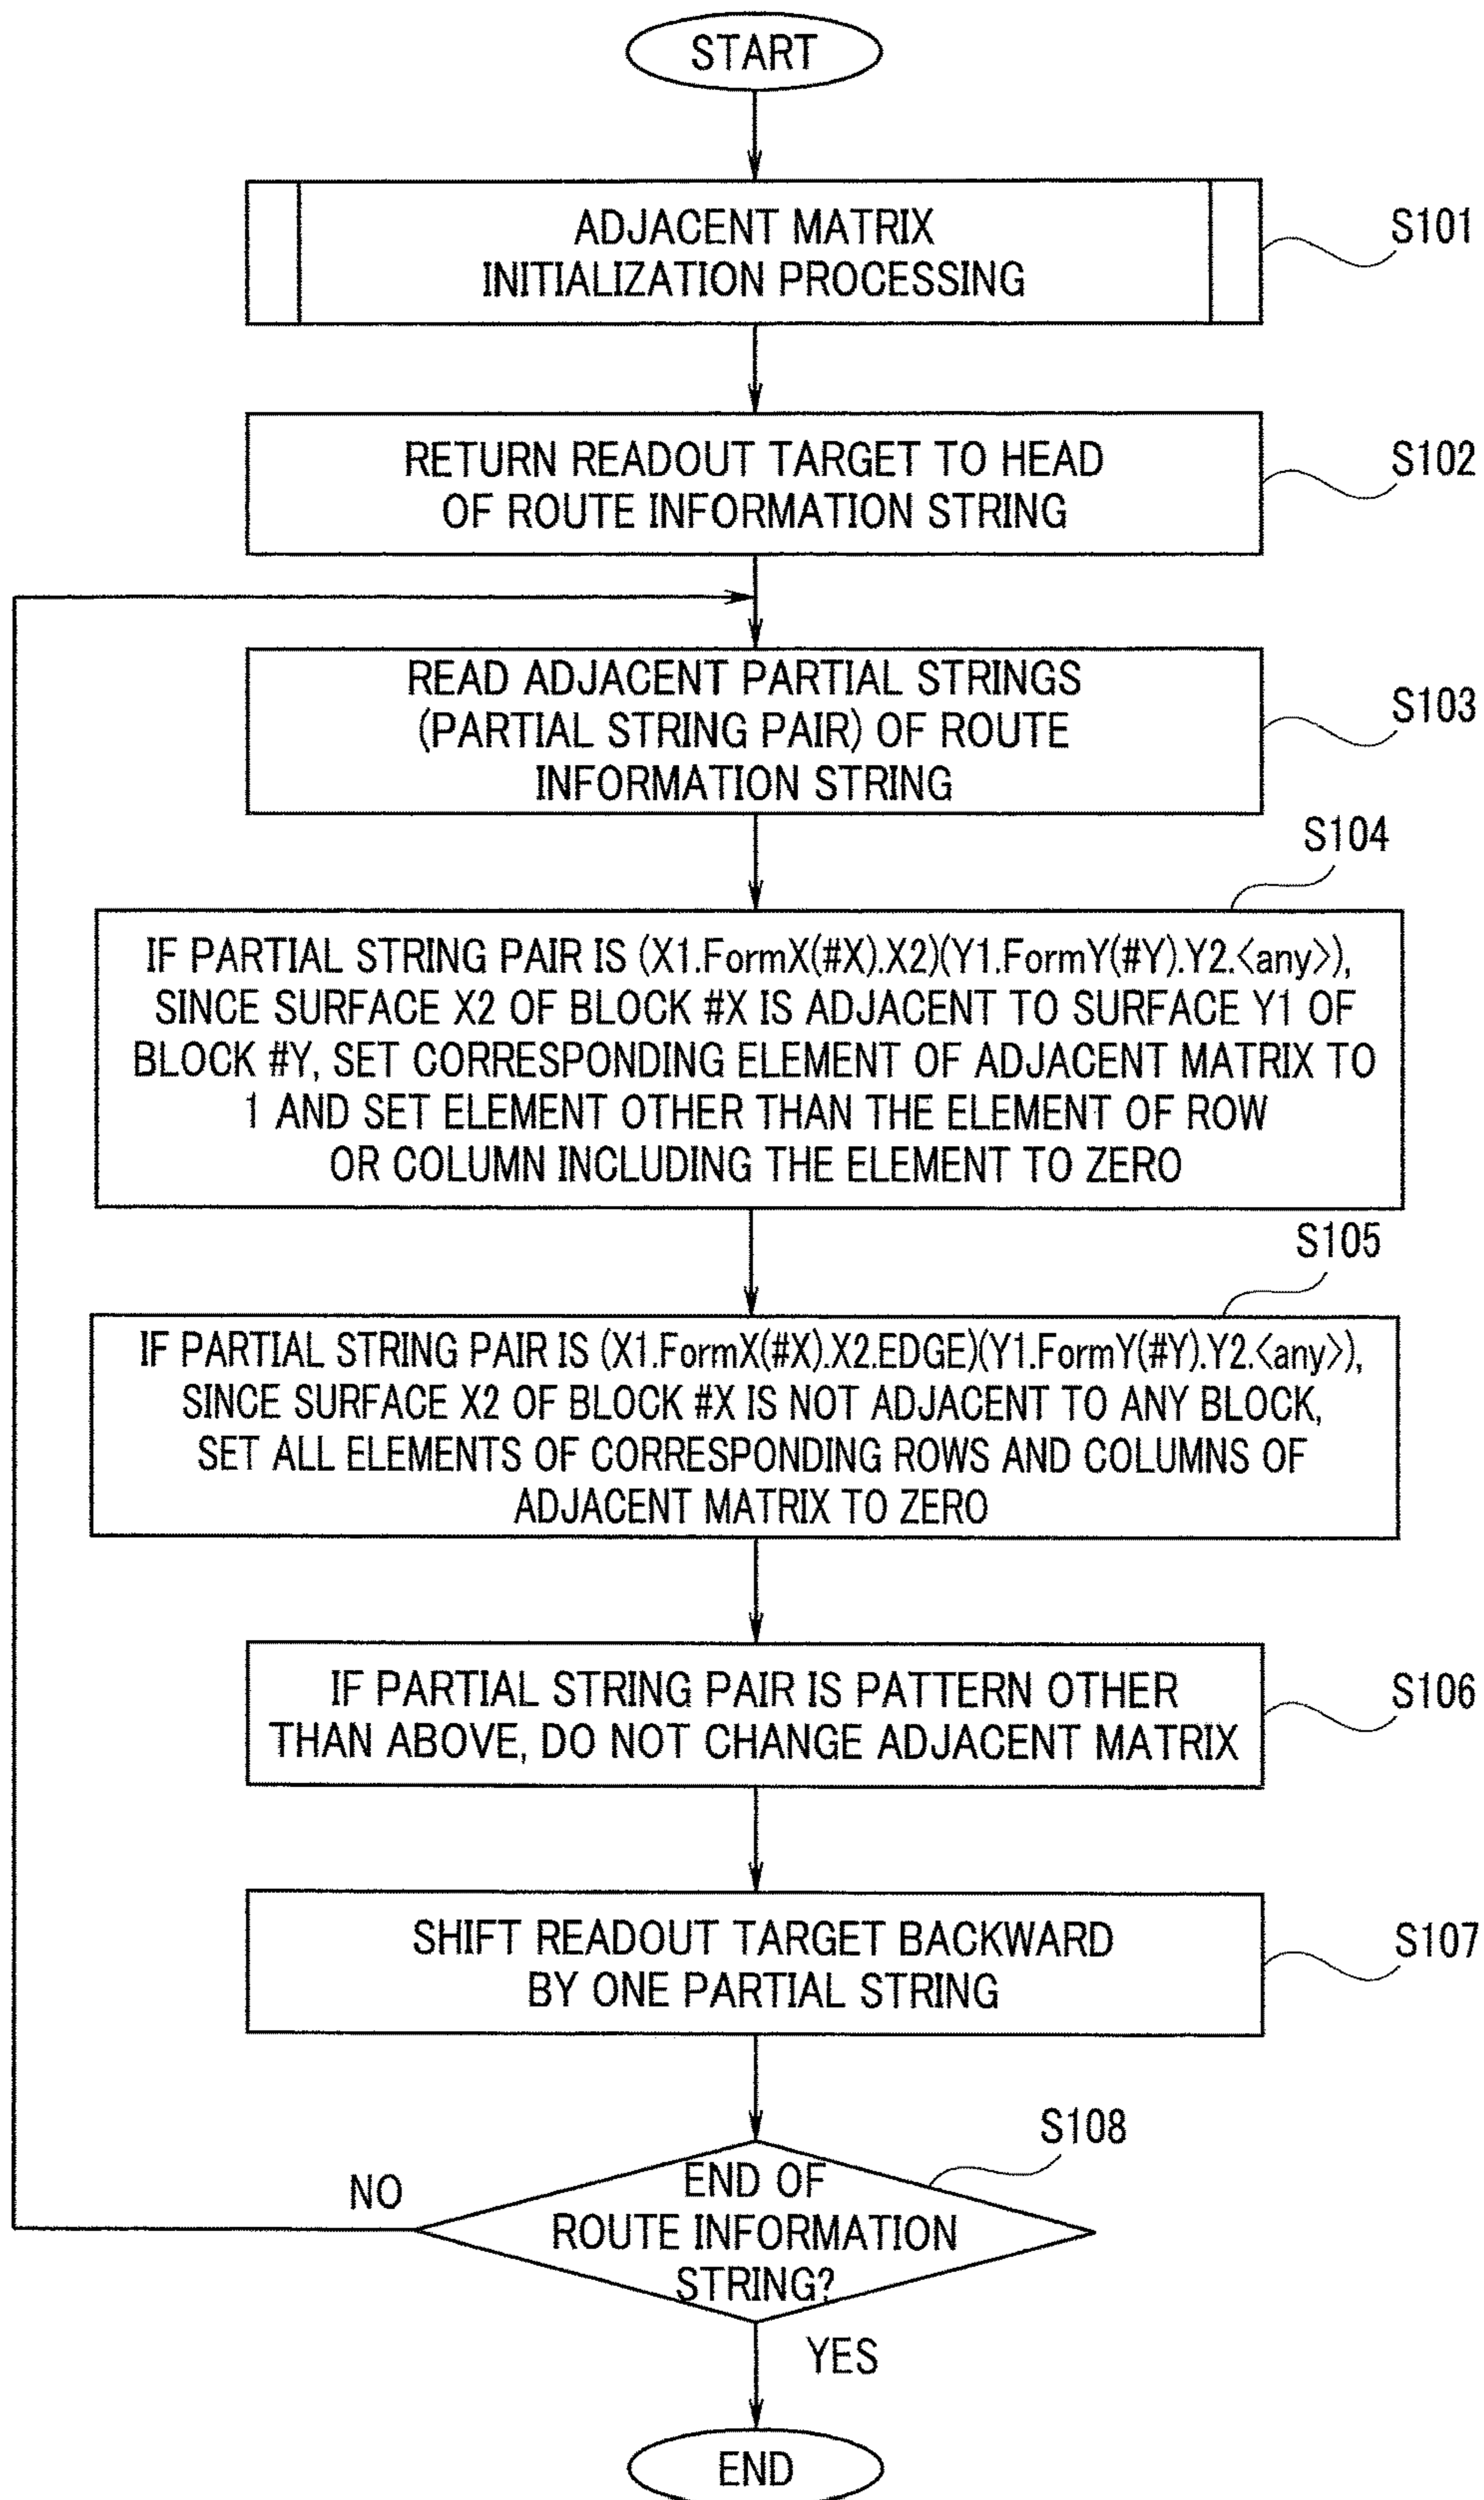 START
ADJACENT MATRIX
INITIALIZATION PROCESSING
S101
RETURN READOUT TARGET TO HEAD
OF ROUTE INFORMATION STRING
S102
READ ADJACENT PARTIAL STRINGS
(PARTIAL STRING PAIR) OF ROUTE
INFORMATION STRING
S103
S104
IF PARTIAL STRING PAIR IS (X1.FormX(#X).X2)(Y1.FormY(#Y).Y2.<any>),
SINCE SURFACE X2 OF BLOCK #X IS ADJACENT TO SURFACE Y1 OF
BLOCK #Y, SET CORRESPONDING ELEMENT OF ADJACENT MATRIX TO
1 AND SET ELEMENT OTHER THAN THE ELEMENT OF ROW
OR COLUMN INCLUDING THE ELEMENT TO ZERO
S105
IF PARTIAL STRING PAIR IS (X1.FormX(#X).X2.EDGE)(Y1.FormY(#Y).Y2.<any>),
SINCE SURFACE X2 OF BLOCK #X IS NOT ADJACENT TO ANY BLOCK,
SET ALL ELEMENTS OF CORRESPONDING ROWS AND COLUMNS OF
ADJACENT MATRIX TO ZERO
IF PARTIAL STRING PAIR IS PATTERN OTHER
THAN ABOVE, DO NOT CHANGE ADJACENT MATRIX
S106
SHIFT READOUT TARGET BACKWARD
BY ONE PARTIAL STRING
S107
S108
NO
END OF
ROUTE INFORMATION
STRING?
YES
END